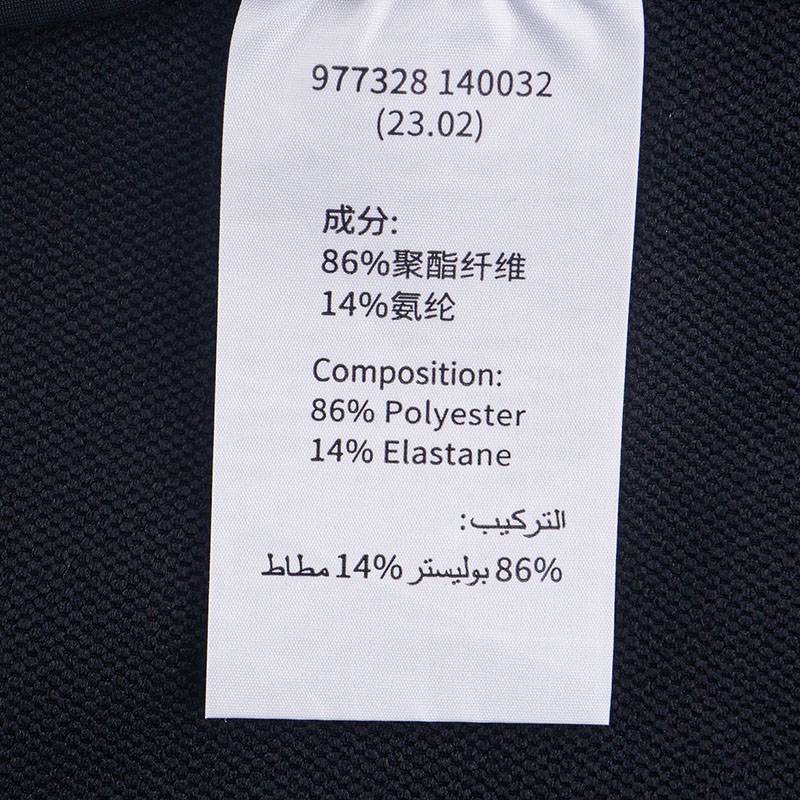 977328 140032
(23.02)
成分:
86%聚酯纤维
14%氨纶
Composition:
86% Polyester
14% Elastane
التركيب:
86% بوليستر 14% مطاط